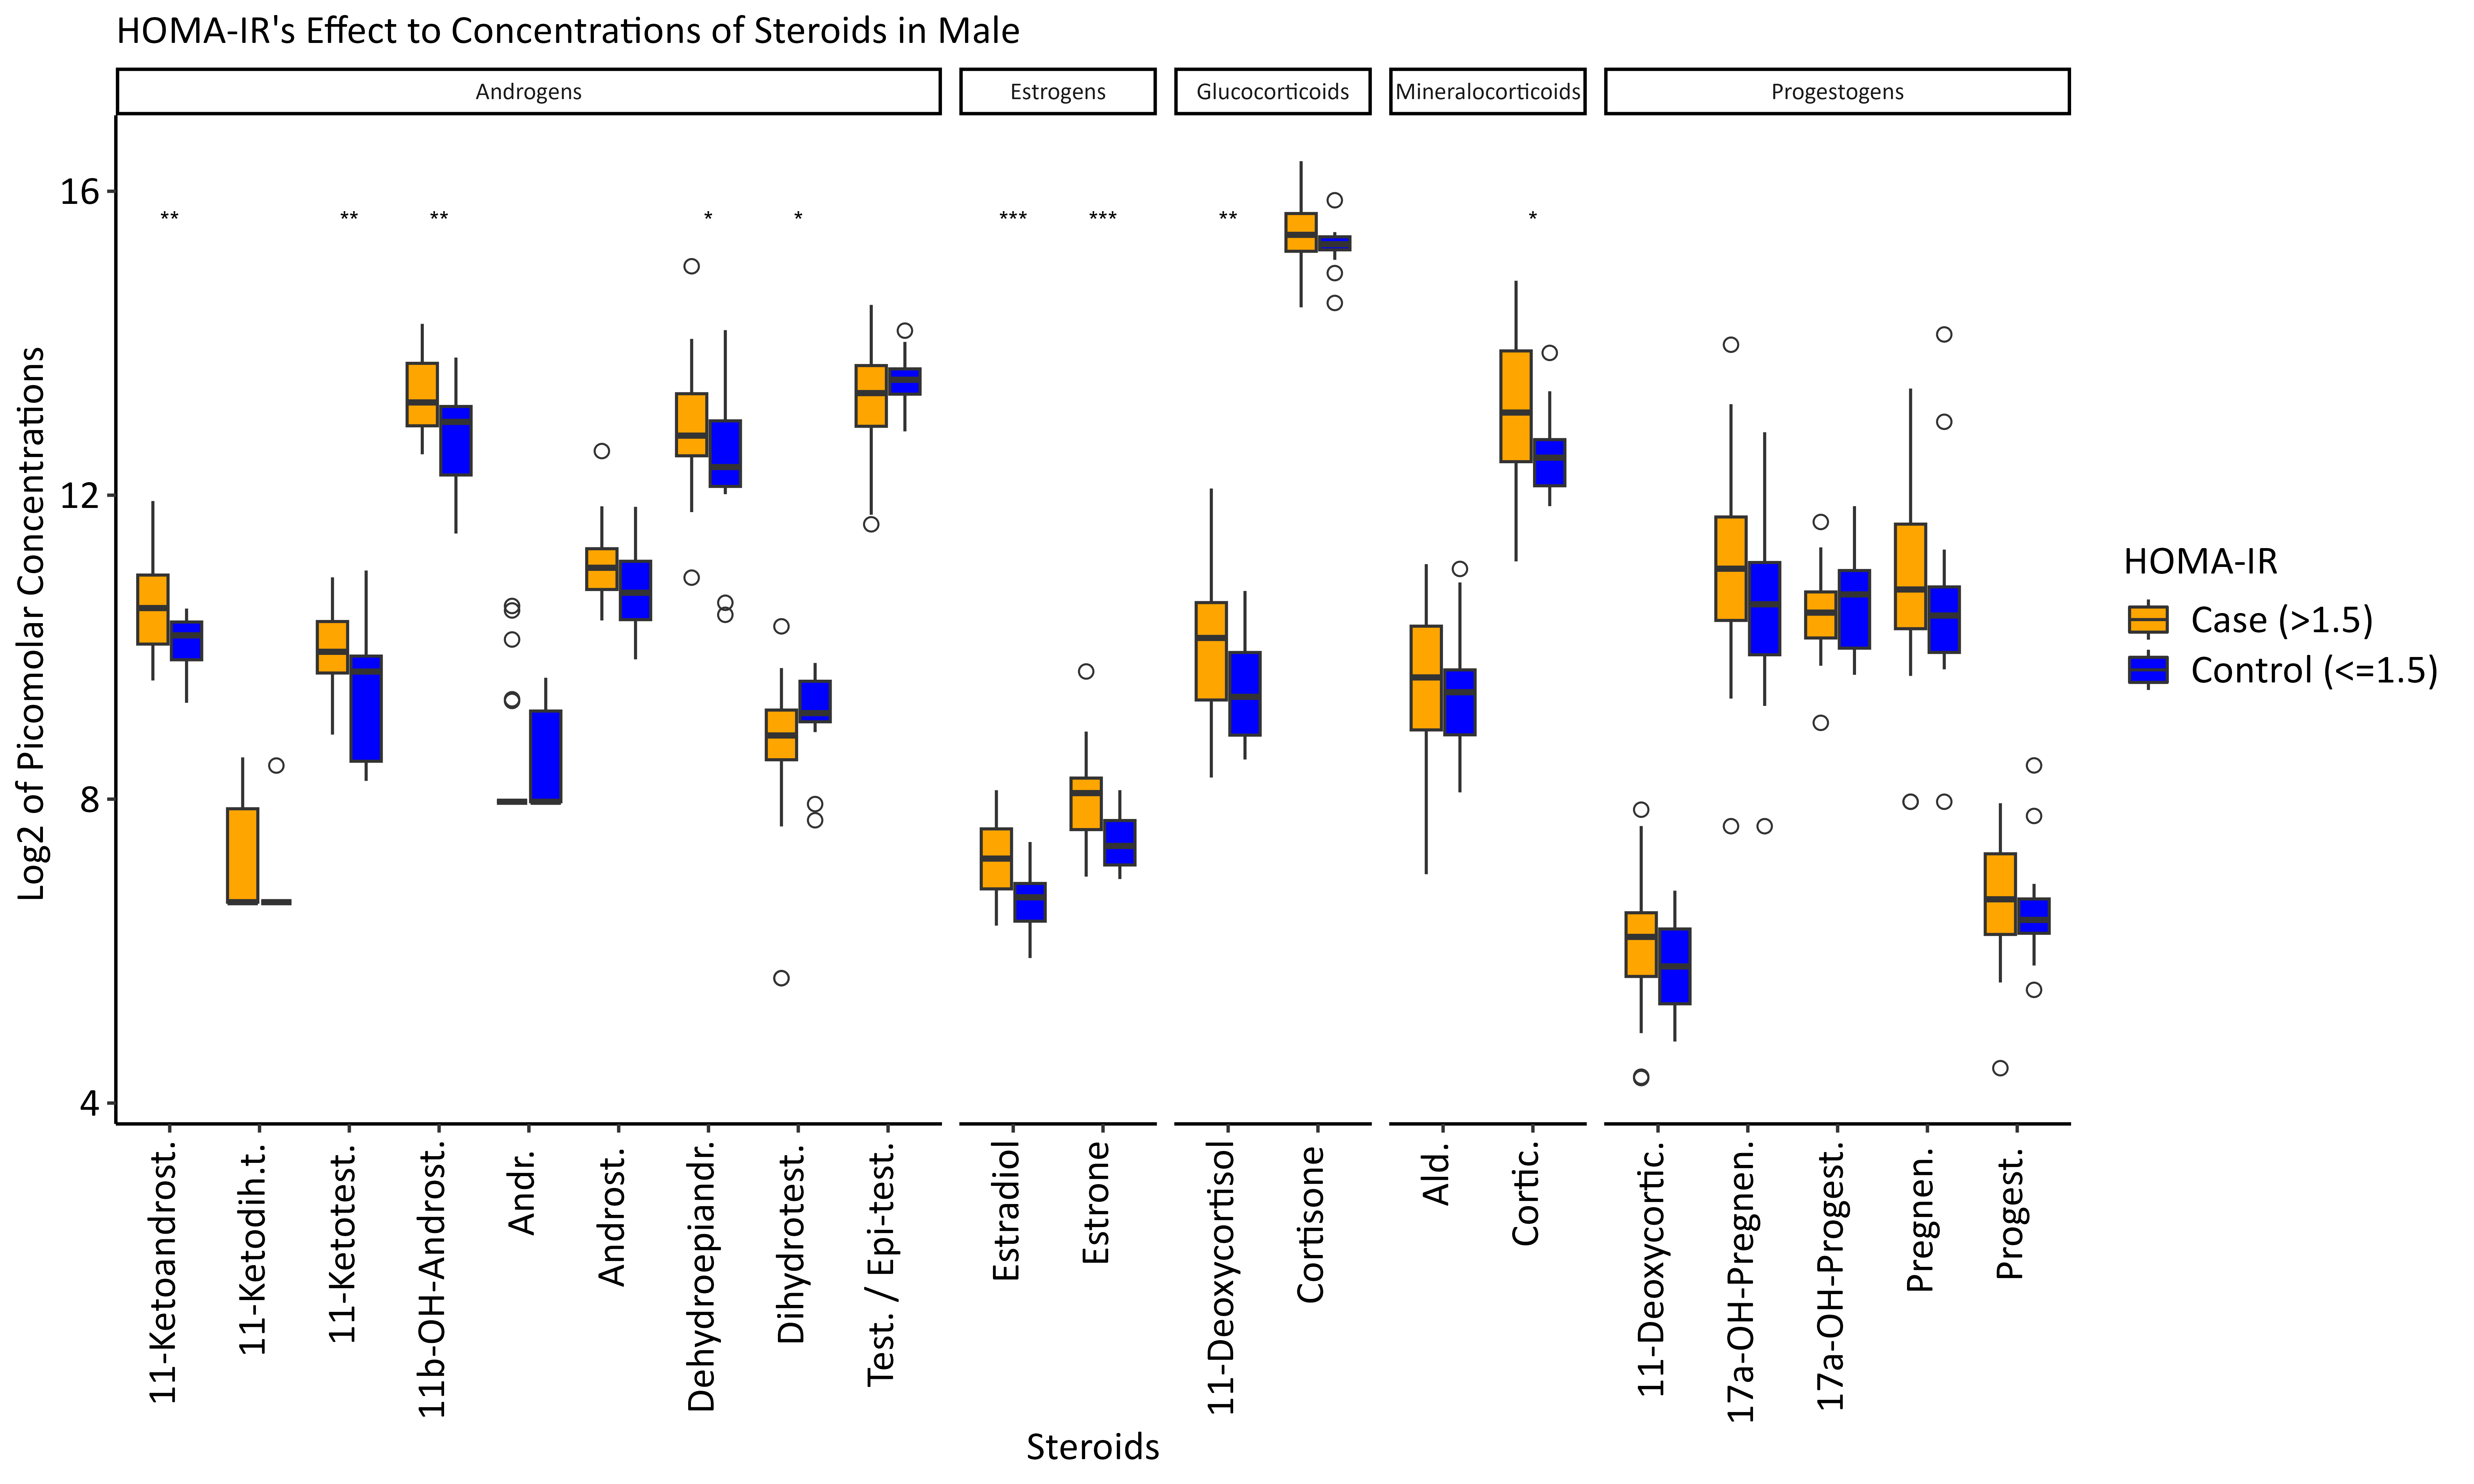 HOMA-IR's Effect to Concentrations of Steroids in Male
Androgens
Estrogens
Glucocorticoids
Mineralocorticoids
Progestogens
Log2 of Picomolar Concentrations
16
12
8
4
** ** ** * * *** *** ** *
HOMA-IR
Case (>1.5)
Control (<=1.5)
11-Ketoandrost.
11-Ketodih.t.
11-Ketotest.
11b-OH-Androst.
Andr.
Androst.
Dehydroepiandr.
Dihydrotest.
Test. / Epi-test.
Estradiol
Estrone
11-Deoxycortisol
Cortisone
Ald.
Cortic.
11-Deoxycortic.
17a-OH-Pregnen.
17a-OH-Progest.
Pregnen.
Progest.
Steroids